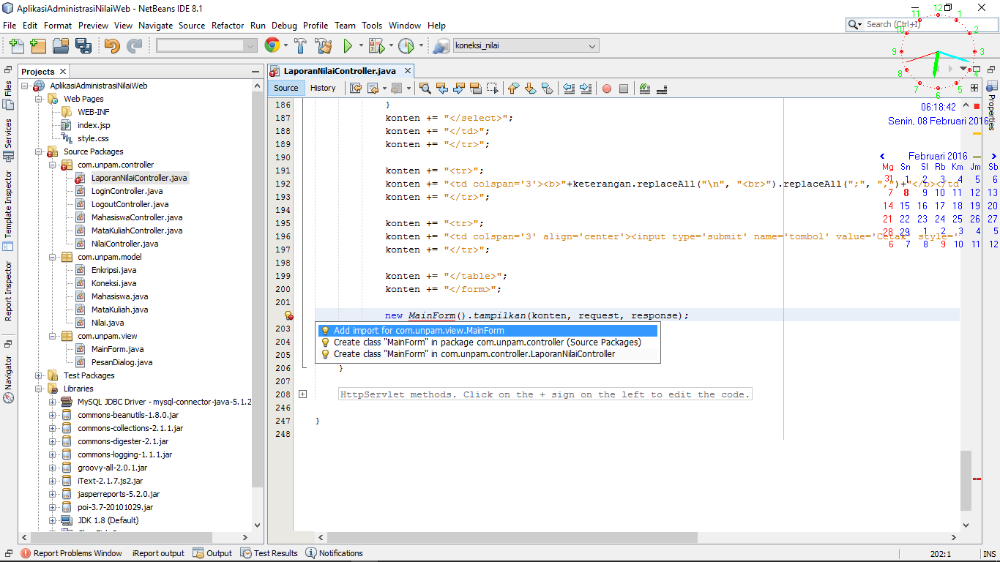 AplikasiAdministrasiNilaiWeb - NetBeans IDE 8.1
File Edit Format Preview View Navigate Source Refactor Run Debug Profile Team Tools Window Help
Search (Ctrl+I)
koneksi_nilai
12
11 1
10 2
9 3
8 4
7 5
6
Projects
LaporanNilaiController.java
Source History
Files
Services
Template Inspector
Report Inspector
Navigator
Properties
AplikasiAdministrasiNilaiWeb
Web Pages
WEB-INF
index.jsp
style.css
Source Packages
com.unpam.controller
LaporanNilaiController.java
LoginController.java
LogoutController.java
MahasiswaController.java
MataKuliahController.java
NilaiController.java
com.unpam.model
Enkripsi.java
Koneksi.java
Mahasiswa.java
MataKuliah.java
Nilai.java
com.unpam.view
MainForm.java
PesanDialog.java
Test Packages
Libraries
MySQL JDBC Driver - mysql-connector-java-5.1.2
commons-beanutils-1.8.0.jar
commons-collections-2.1.1.jar
commons-digester-2.1.jar
commons-logging-1.1.1.jar
groovy-all-2.0.1.jar
iText-2.1.7.js2.jar
jasperreports-5.2.0.jar
poi-3.7-20101029.jar
JDK 1.8 (Default)
186 }
187 konten += "</select>";
188 konten += "</td>";
189 konten += "</tr>";
190
191 konten += "<tr>";
192 konten += "<td colspan='3'><b>"+keterangan.replaceAll("\n", "<br>").replaceAll(";", ",")+"</b></td
193 konten += "</tr>";
194
195 konten += "<tr>";
196 konten += "<td colspan='3' align='center'><input type='submit' name='tombol' value='Cetak' style='
197 konten += "</tr>";
198
199 konten += "</table>";
200 konten += "</form>";
201
new MainForm().tampilkan(konten, request, response);
203
204
205
Add import for com.unpam.view.MainForm
Create class "MainForm" in package com.unpam.controller (Source Packages)
Create class "MainForm" in com.unpam.controller.LaporanNilaiController
206 }
207
208 HttpServlet methods. Click on the + sign on the left to edit the code.
246
247 }
248
06:18:42
Senin, 08 Februari 2016
Februari 2016
Mg Sn Sl Rb Km Jm Sb
31 1 2 3 4 5 6
7 8 9 10 11 12 13
14 15 16 17 18 19 20
21 22 23 24 25 26 27
28 29 1 2 3 4 5
6 7 8 9 10 11 12
Report Problems Window iReport output Output Test Results Notifications
202:1 INS